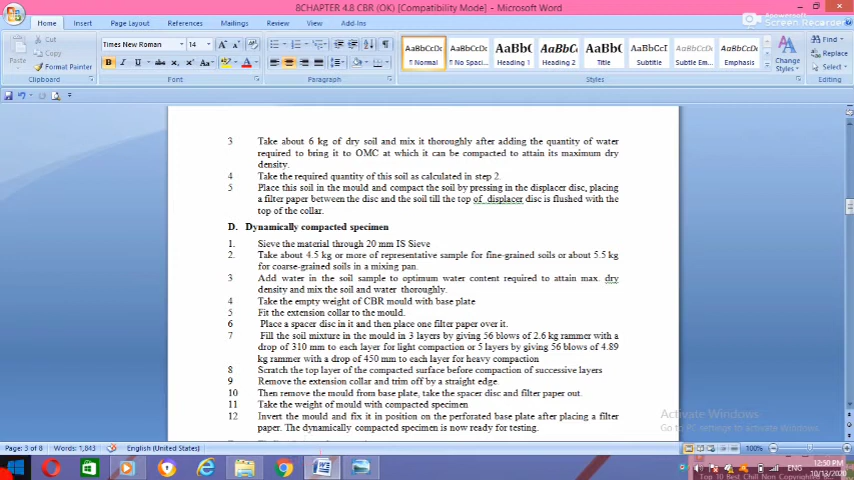 8CHAPTER 4.8 CBR (OK) [Compatibility Mode] - Microsoft Word
Home Insert Page Layout References Mailings Review View Add-Ins
Screen Recorder
Cut
Copy
Paste
Format Painter
Times New Roman 14
Clipboard Font Paragraph Styles Editing
AaBbCcDc AaBbCcDc AaBbC AaBbCc AaBbC AaBbCcI AaBbCcDc AaBbCcDc
¶ Normal ¶ No Spaci... Heading 1 Heading 2 Title Subtitle Subtle Em... Emphasis
Change Styles
Find
Replace
Select
3 Take about 6 kg of dry soil and mix it thoroughly after adding the quantity of water
required to bring it to OMC at which it can be compacted to attain its maximum dry
density.
4 Take the required quantity of this soil as calculated in step 2.
5 Place this soil in the mould and compact the soil by pressing in the displacer disc, placing
a filter paper between the disc and the soil till the top of displacer disc is flushed with the
top of the collar.
D. Dynamically compacted specimen
1. Sieve the material through 20 mm IS Sieve
2. Take about 4.5 kg or more of representative sample for fine-grained soils or about 5.5 kg
for coarse-grained soils in a mixing pan.
3 Add water in the soil sample to optimum water content required to attain max. dry
density and mix the soil and water thoroughly.
4 Take the empty weight of CBR mould with base plate
5 Fit the extension collar to the mould.
6 Place a spacer disc in it and then place one filter paper over it.
7 Fill the soil mixture in the mould in 3 layers by giving 56 blows of 2.6 kg rammer with a
drop of 310 mm to each layer for light compaction or 5 layers by giving 56 blows of 4.89
kg rammer with a drop of 450 mm to each layer for heavy compaction
8 Scratch the top layer of the compacted surface before compaction of successive layers
9 Remove the extension collar and trim off by a straight edge.
10 Then remove the mould from base plate, take the spacer disc and filter paper out.
11 Take the weight of mould with compacted specimen
12 Invert the mould and fix it in position on the perforated base plate after placing a filter
paper. The dynamically compacted specimen is now ready for testing.
Activate Windows
Go to PC settings to activate Windows.
Page: 3 of 8 Words: 1,843 English (United States) 100%
ENG 12:50 PM
10/13/2020
Top 10 Best Chill Non Copyrighted